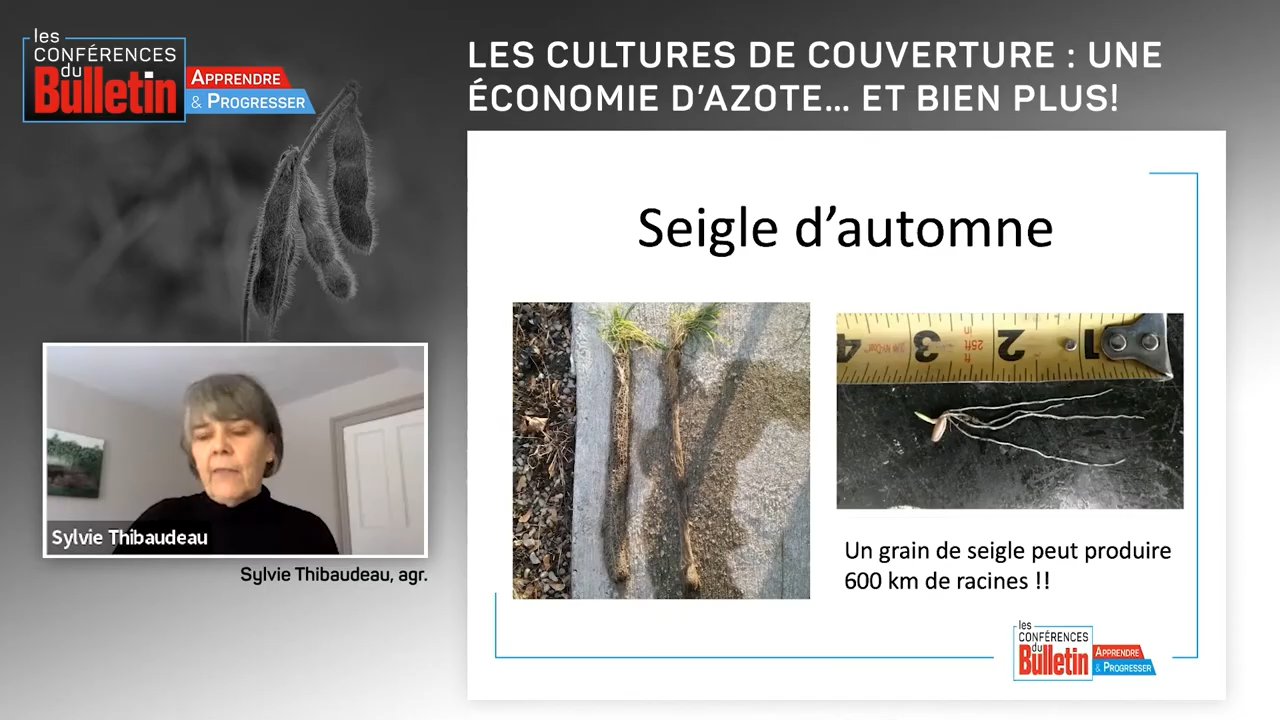 les
CONFÉRENCES
du
Bulletin
APPRENDRE
& PROGRESSER
LES CULTURES DE COUVERTURE : UNE
ÉCONOMIE D'AZOTE... ET BIEN PLUS!
Seigle d'automne
4 3 2 1
25ft
Un grain de seigle peut produire
600 km de racines !!
Sylvie Thibaudeau
Sylvie Thibaudeau, agr.
les
CONFÉRENCES
du
Bulletin
APPRENDRE
& PROGRESSER